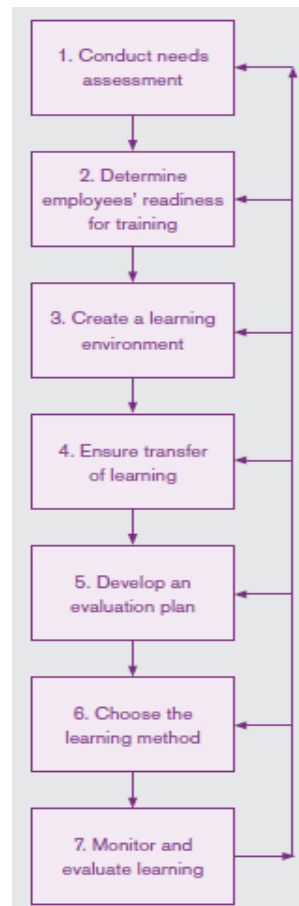 1. Conduct needs
assessment
2. Determine
employees' readiness
for training
3. Create a learning
environment
4. Ensure transfer
of learning
5. Develop an
evaluation plan
6. Choose the
learning method
7. Monitor and
evaluate learning